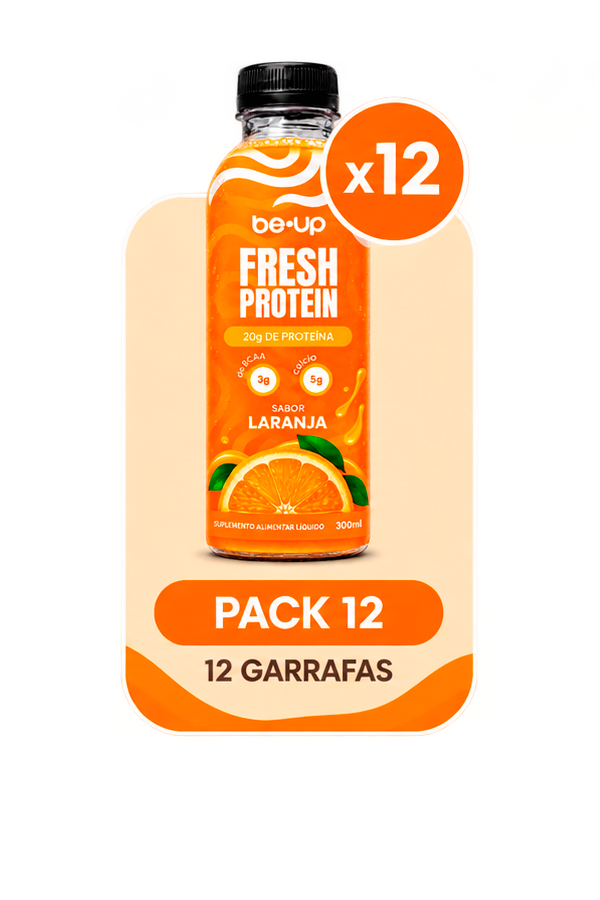 x12
be•up
FRESH
PROTEIN
20g DE PROTEÍNA
de BCAA
3g
cálcio
5g
SABOR
LARANJA
SUPLEMENTO ALIMENTAR LÍQUIDO 300ml
PACK 12
12 GARRAFAS